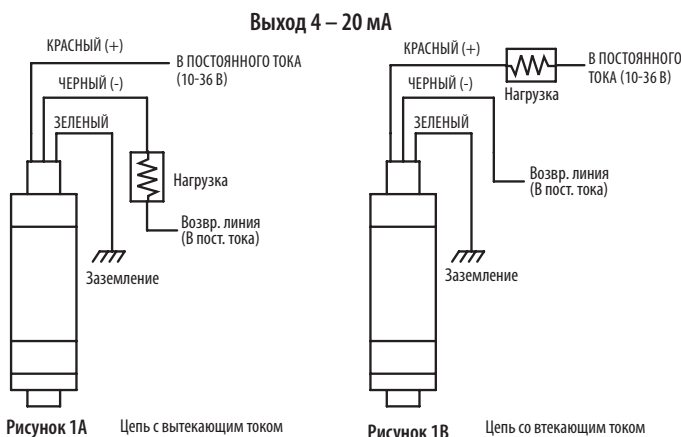 Выход 4 – 20 мА
КРАСНЫЙ (+)
В ПОСТОЯННОГО ТОКА
(10-36 В)
ЧЕРНЫЙ (-)
ЗЕЛЕНЫЙ
Нагрузка
Возвр. линия
(В пост. тока)
Заземление
Рисунок 1A
Цепь с вытекающим током
КРАСНЫЙ (+)
В ПОСТОЯННОГО
ТОКА (10-36 В)
Нагрузка
ЧЕРНЫЙ (-)
ЗЕЛЕНЫЙ
Возвр. линия
(В пост. тока)
Заземление
Рисунок 1B
Цепь со втекающим током